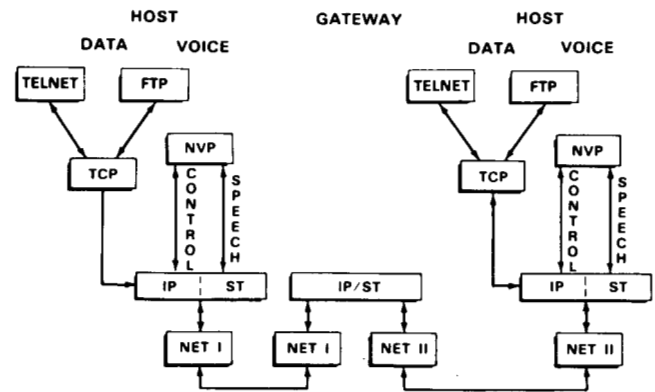 HOST GATEWAY HOST
DATA VOICE DATA VOICE
TELNET FTP TELNET FTP
NVP NVP
TCP TCP
CONTROL SPEECH CONTROL SPEECH
IP ST IP/ST IP ST
NET I NET I NET II NET II